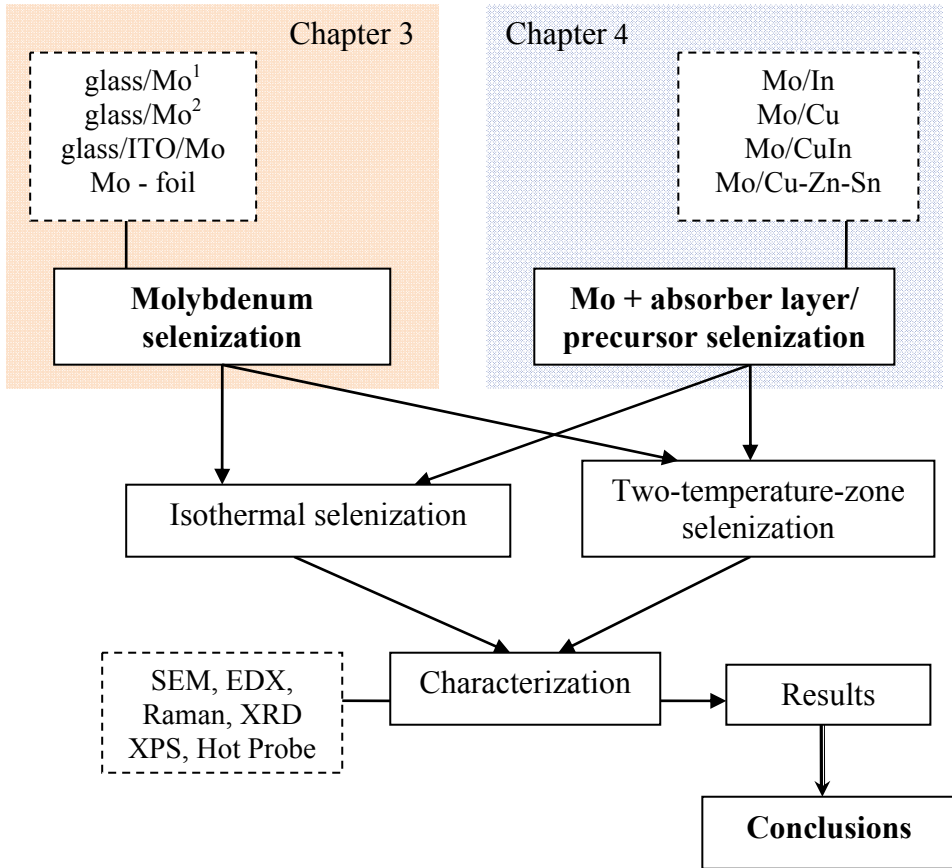 Chapter 3
glass/Mo¹
glass/Mo²
glass/ITO/Mo
Mo - foil
Molybdenum
selenization
Chapter 4
Mo/In
Mo/Cu
Mo/CuIn
Mo/Cu-Zn-Sn
Mo + absorber layer/
precursor selenization
Isothermal selenization
Two-temperature-zone
selenization
SEM, EDX,
Raman, XRD
XPS, Hot Probe
Characterization
Results
Conclusions